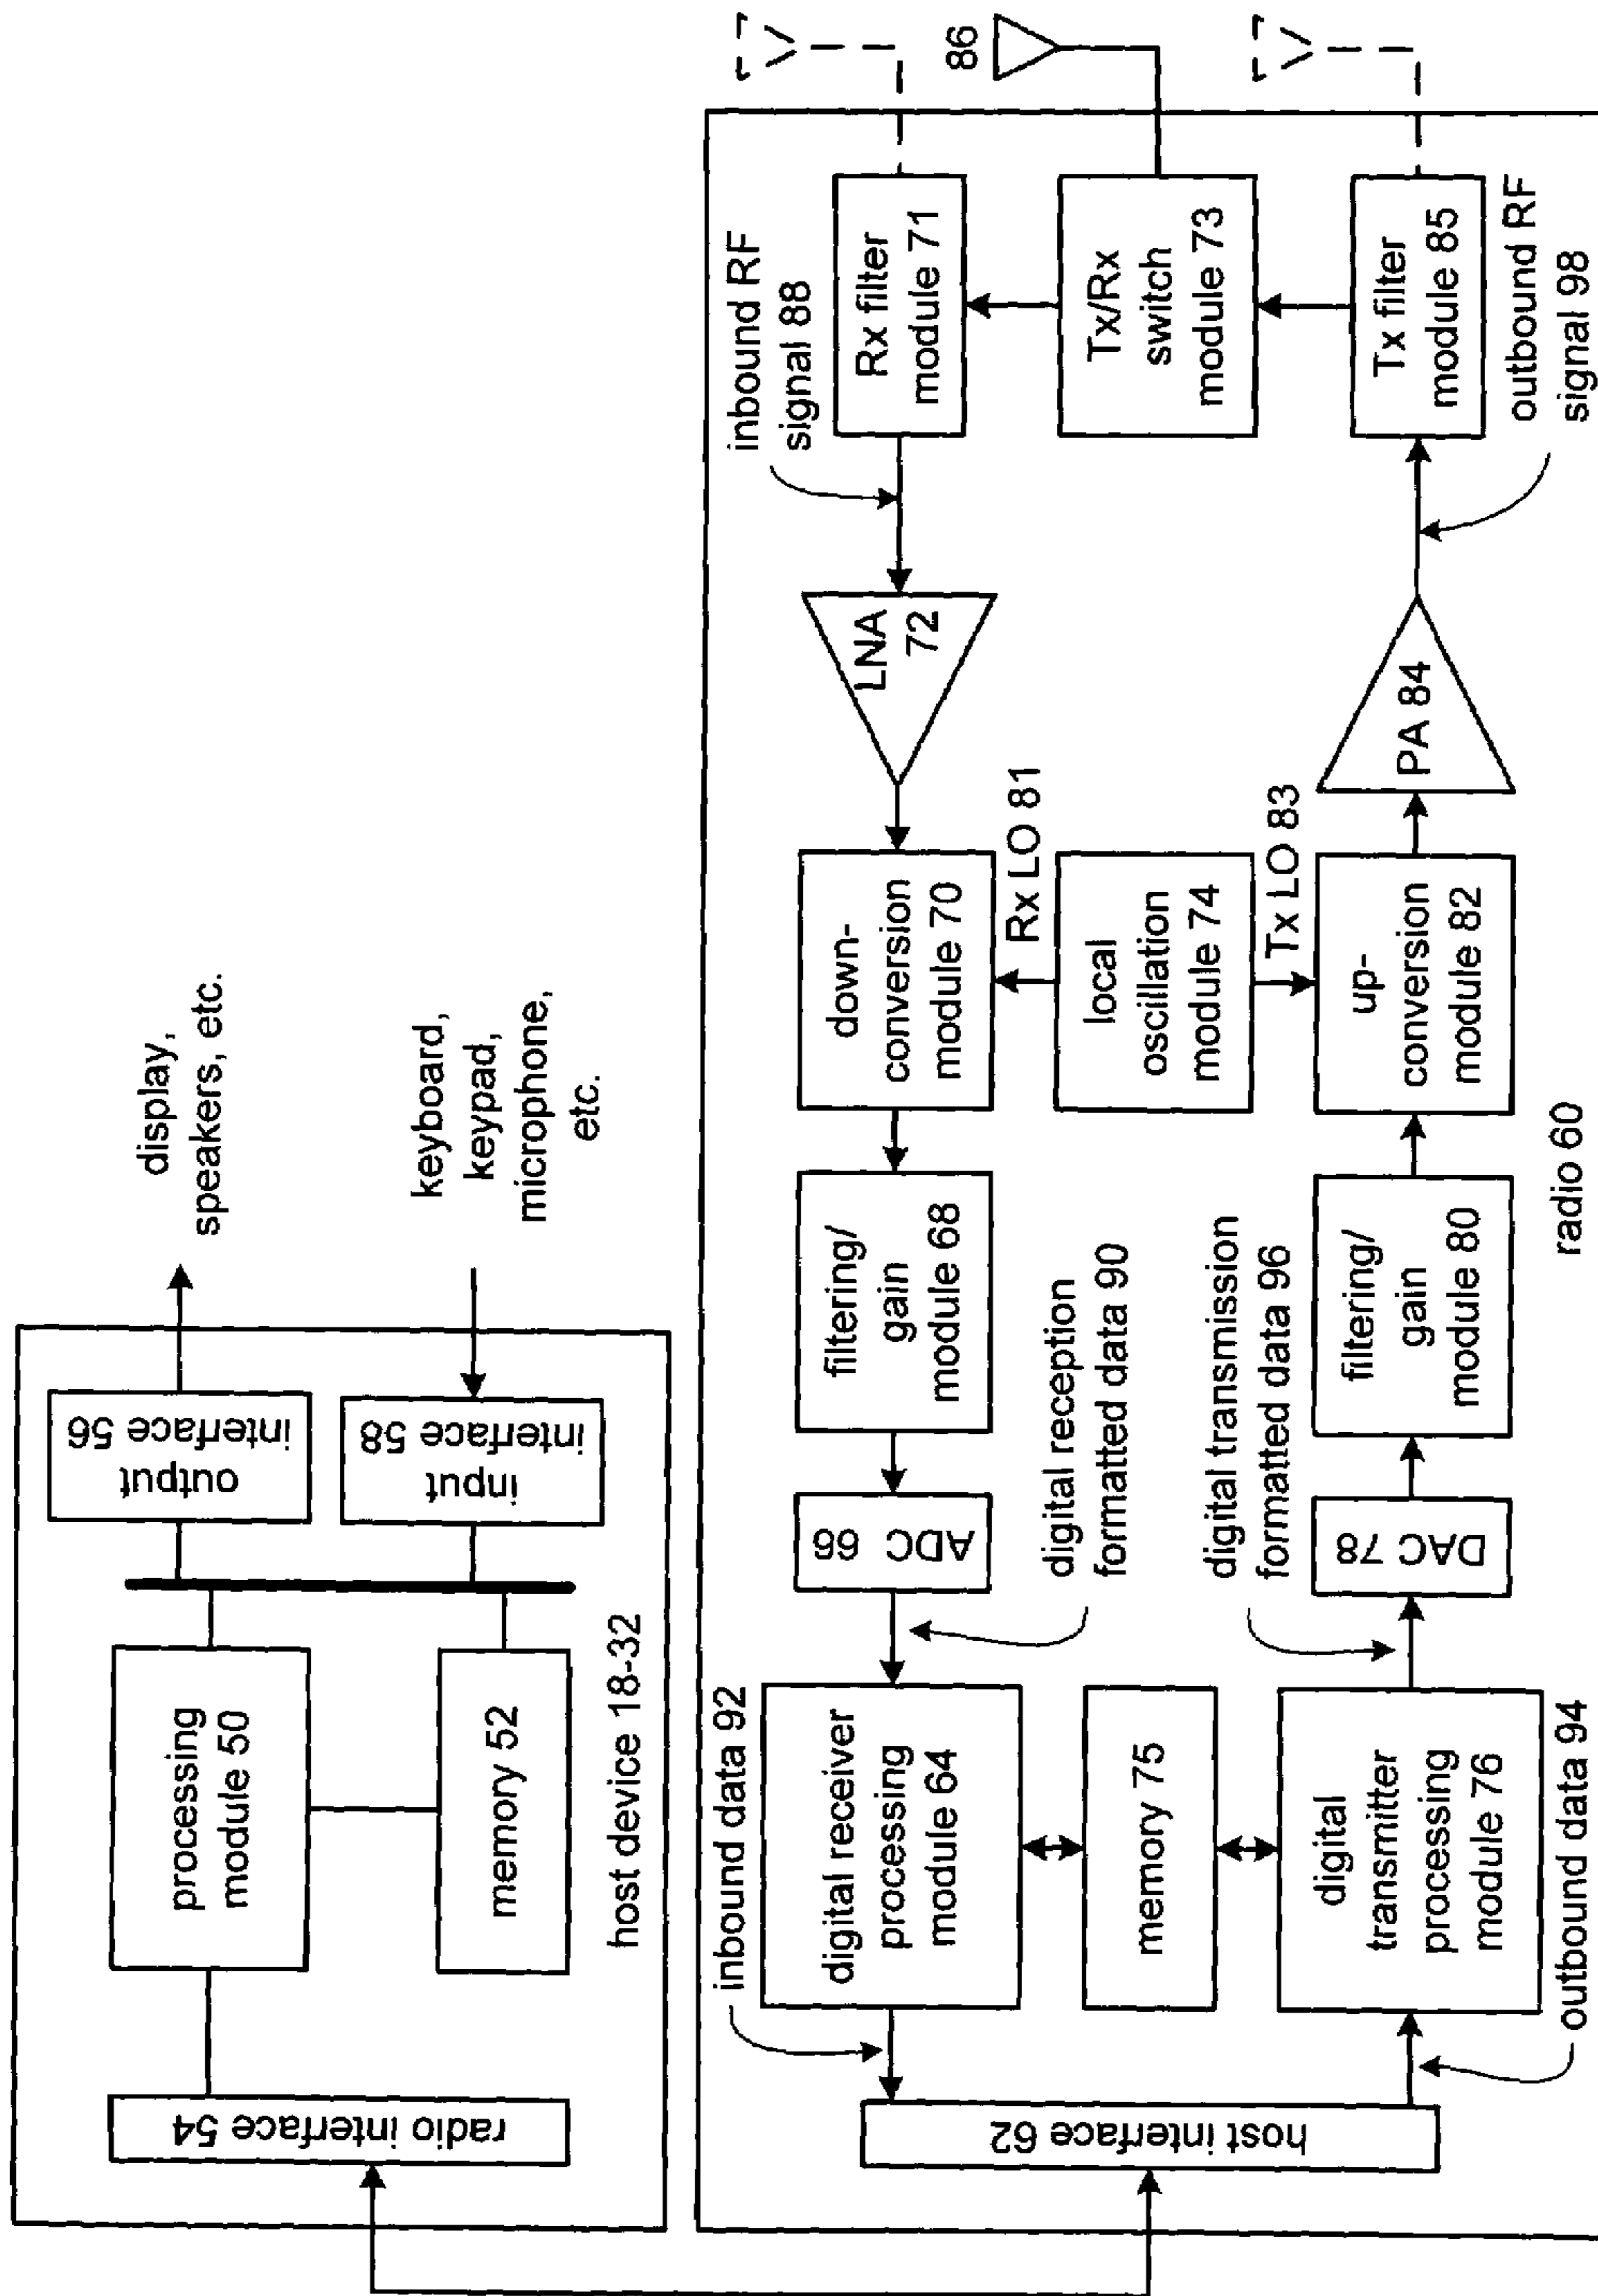 radio interface 54
processing
module 50
memory 52
output
interface 56
input
interface 58
host device 18-32
display,
speakers, etc.
keyboard,
keypad,
microphone,
etc.
host interface 62
inbound data 92
digital receiver
processing
module 64
memory 75
digital
transmitter
processing
module 76
outbound data 94
ADC 66
digital reception
formatted data 90
digital transmission
formatted data 96
DAC 78
filtering/
gain
module 68
filtering/
gain
module 80
down-
conversion
module 70
Rx LO 81
local
oscillation
module 74
Tx LO 83
up-
conversion
module 82
radio 60
LNA
72
PA 84
inbound RF
signal 88
Rx filter
module 71
Tx/Rx
switch
module 73
Tx filter
module 85
outbound RF
signal 98
86